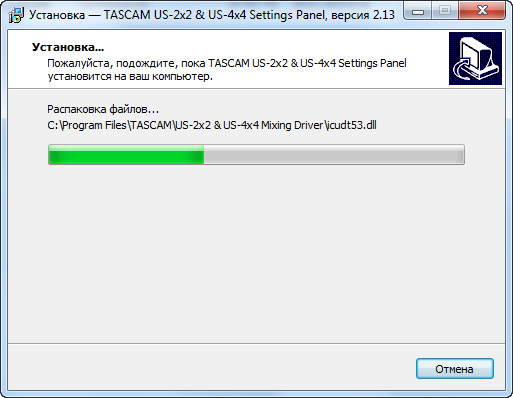 Установка — TASCAM US-2x2 & US-4x4 Settings Panel, версия 2.13
Установка...
Пожалуйста, подождите, пока TASCAM US-2x2 & US-4x4 Settings Panel
установится на ваш компьютер.
Распаковка файлов...
C:\Program Files\TASCAM\US-2x2 & US-4x4 Mixing Driver\icudt53.dll
Отмена